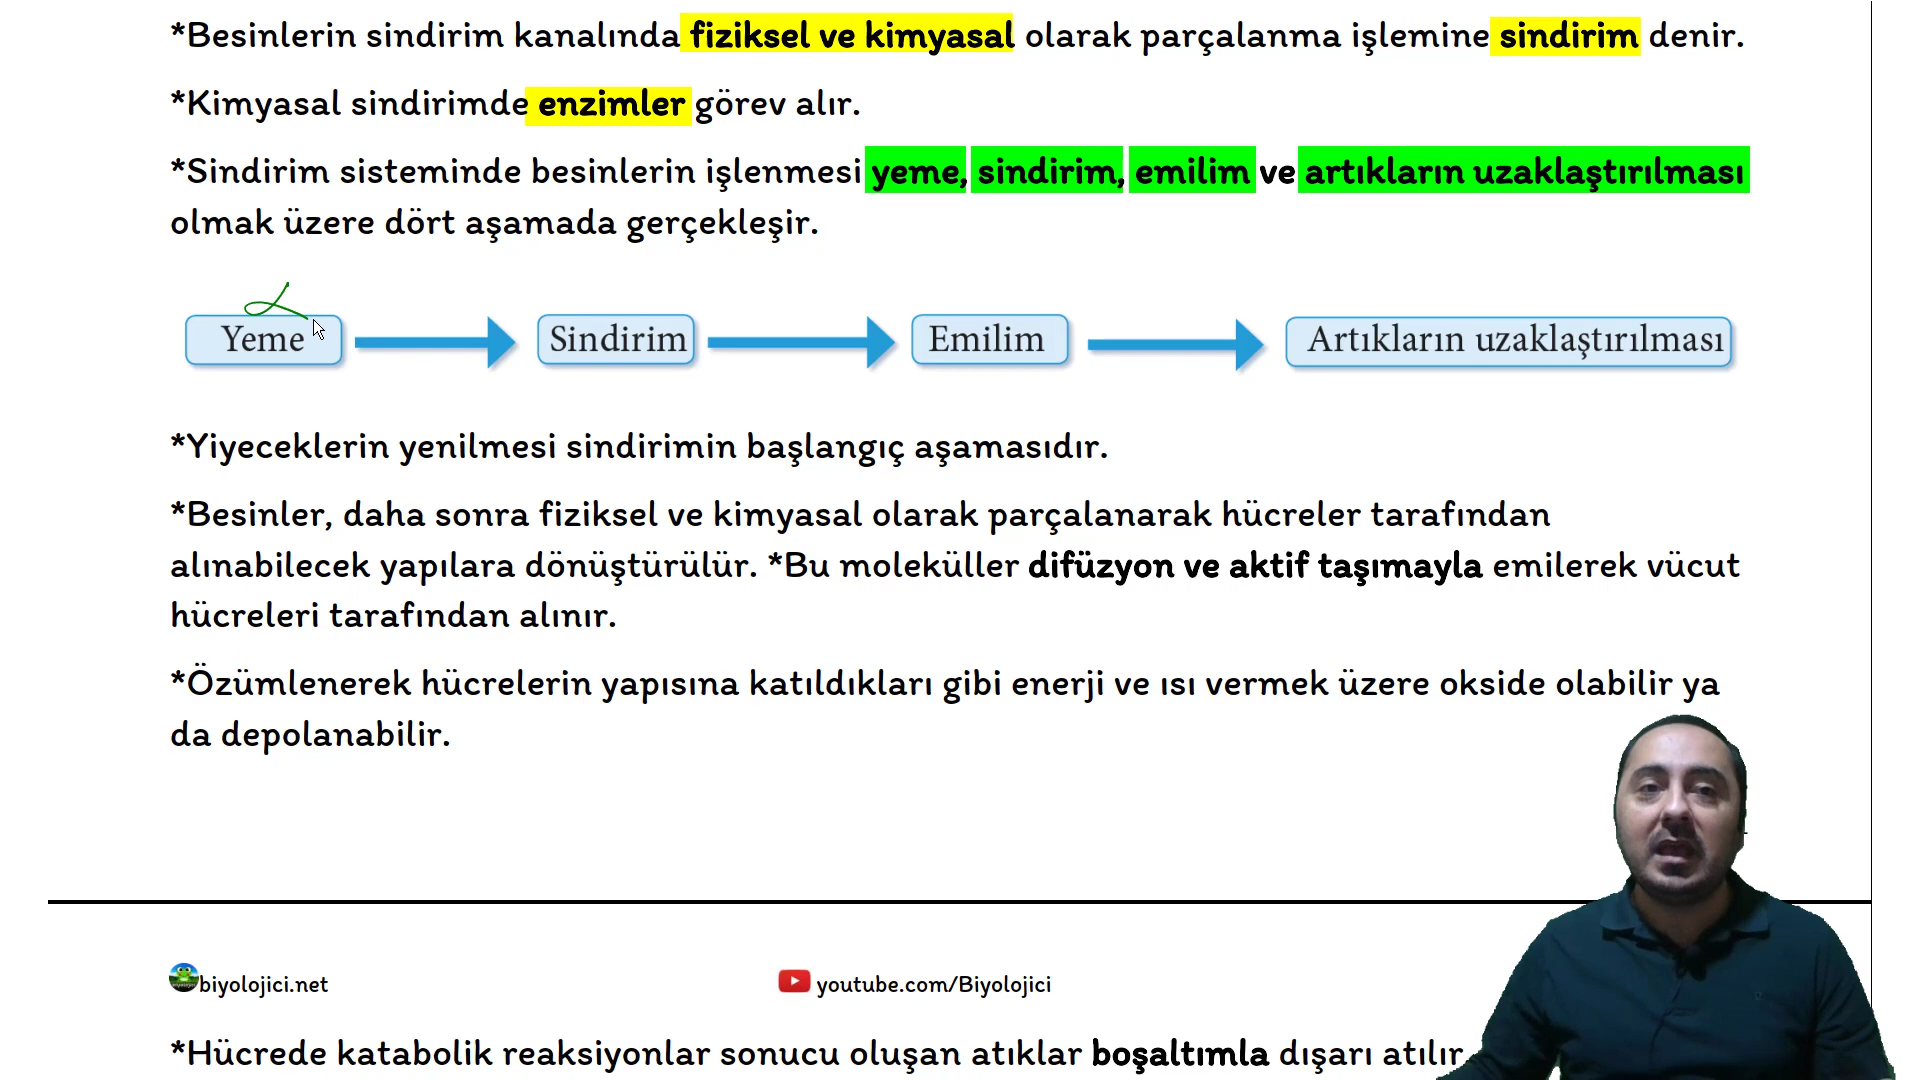 *Besinlerin sindirim kanalında fiziksel ve kimyasal olarak parçalanma işlemine sindirim denir.
*Kimyasal sindirimde enzimler görev alır.
*Sindirim sisteminde besinlerin işlenmesi yeme, sindirim, emilim ve artıkların uzaklaştırılması
olmak üzere dört aşamada gerçekleşir.
Yeme Sindirim Emilim Artıkların uzaklaştırılması
*Yiyeceklerin yenilmesi sindirimin başlangıç aşamasıdır.
*Besinler, daha sonra fiziksel ve kimyasal olarak parçalanarak hücreler tarafından
alınabilecek yapılara dönüştürülür. *Bu moleküller difüzyon ve aktif taşımayla emilerek vücut
hücreleri tarafından alınır.
*Özümlenerek hücrelerin yapısına katıldıkları gibi enerji ve ısı vermek üzere okside olabilir ya
da depolanabilir.
biyolojici.net youtube.com/Biyolojici
*Hücrede katabolik reaksiyonlar sonucu oluşan atıklar boşaltımla dışarı atılır.